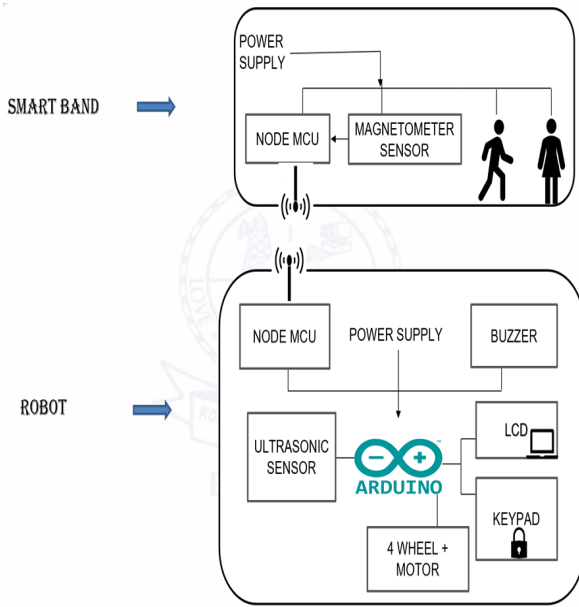 POWER
SUPPLY
SMART BAND
NODE MCU
MAGNETOMETER
SENSOR
NODE MCU
POWER SUPPLY
BUZZER
ROBOT
ULTRASONIC
SENSOR
ARDUINO
LCD
KEYPAD
4 WHEEL +
MOTOR